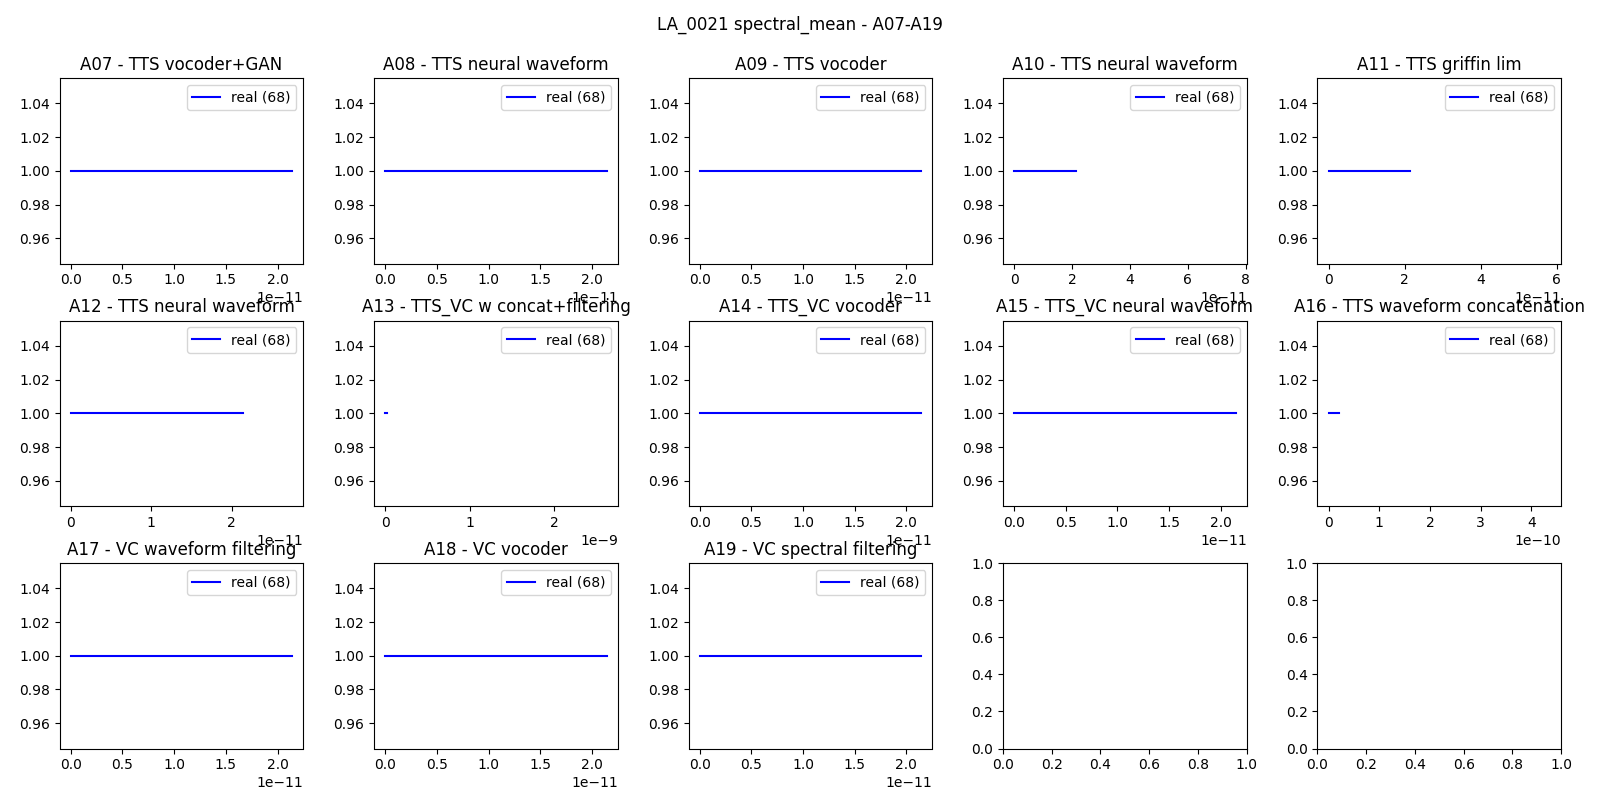 LA_0021 spectral_mean - A07-A19
A07 - TTS vocoder+GAN
real (68)
1.04
1.02
1.00
0.98
0.96
0.0 0.5 1.0 1.5 2.0
1e−11
A08 - TTS neural waveform
real (68)
1.04
1.02
1.00
0.98
0.96
0.0 0.5 1.0 1.5 2.0
1e−11
A09 - TTS vocoder
real (68)
1.04
1.02
1.00
0.98
0.96
0.0 0.5 1.0 1.5 2.0
1e−11
A10 - TTS neural waveform
real (68)
1.04
1.02
1.00
0.98
0.96
0 2 4 6 8
1e−11
A11 - TTS griffin lim
real (68)
1.04
1.02
1.00
0.98
0.96
0 2 4 6
1e−11
A12 - TTS neural waveform
real (68)
1.04
1.02
1.00
0.98
0.96
0 1 2
1e−11
A13 - TTS_VC w concat+filtering
real (68)
1.04
1.02
1.00
0.98
0.96
0 1 2
1e−9
A14 - TTS_VC vocoder
real (68)
1.04
1.02
1.00
0.98
0.96
0.0 0.5 1.0 1.5 2.0
1e−11
A15 - TTS_VC neural waveform
real (68)
1.04
1.02
1.00
0.98
0.96
0.0 0.5 1.0 1.5 2.0
1e−11
A16 - TTS waveform concatenation
real (68)
1.04
1.02
1.00
0.98
0.96
0 1 2 3 4
1e−10
A17 - VC waveform filtering
real (68)
1.04
1.02
1.00
0.98
0.96
0.0 0.5 1.0 1.5 2.0
1e−11
A18 - VC vocoder
real (68)
1.04
1.02
1.00
0.98
0.96
0.0 0.5 1.0 1.5 2.0
1e−11
A19 - VC spectral filtering
real (68)
1.04
1.02
1.00
0.98
0.96
0.0 0.5 1.0 1.5 2.0
1e−11
1.0
0.8
0.6
0.4
0.2
0.0
0.0 0.2 0.4 0.6 0.8 1.0
1.0
0.8
0.6
0.4
0.2
0.0
0.0 0.2 0.4 0.6 0.8 1.0